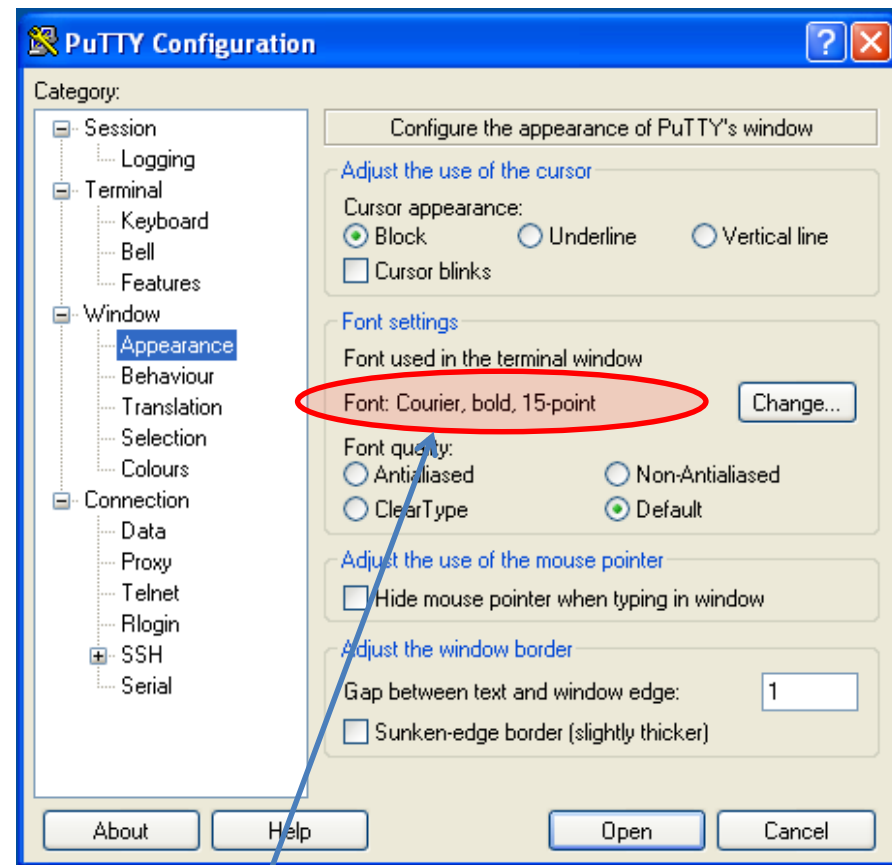 PuTTY Configuration
Category:
Session
Logging
Terminal
Keyboard
Bell
Features
Window
Appearance
Behaviour
Translation
Selection
Colours
Connection
Data
Proxy
Telnet
Rlogin
SSH
Serial
Configure the appearance of PuTTY's window
Adjust the use of the cursor
Cursor appearance:
Block Underline Vertical line
Cursor blinks
Font settings
Font used in the terminal window
Font: Courier, bold, 15-point Change...
Font quality:
Antialiased Non-Antialiased
ClearType Default
Adjust the use of the mouse pointer
Hide mouse pointer when typing in window
Adjust the window border
Gap between text and window edge: 1
Sunken-edge border (slightly thicker)
About Help Open Cancel